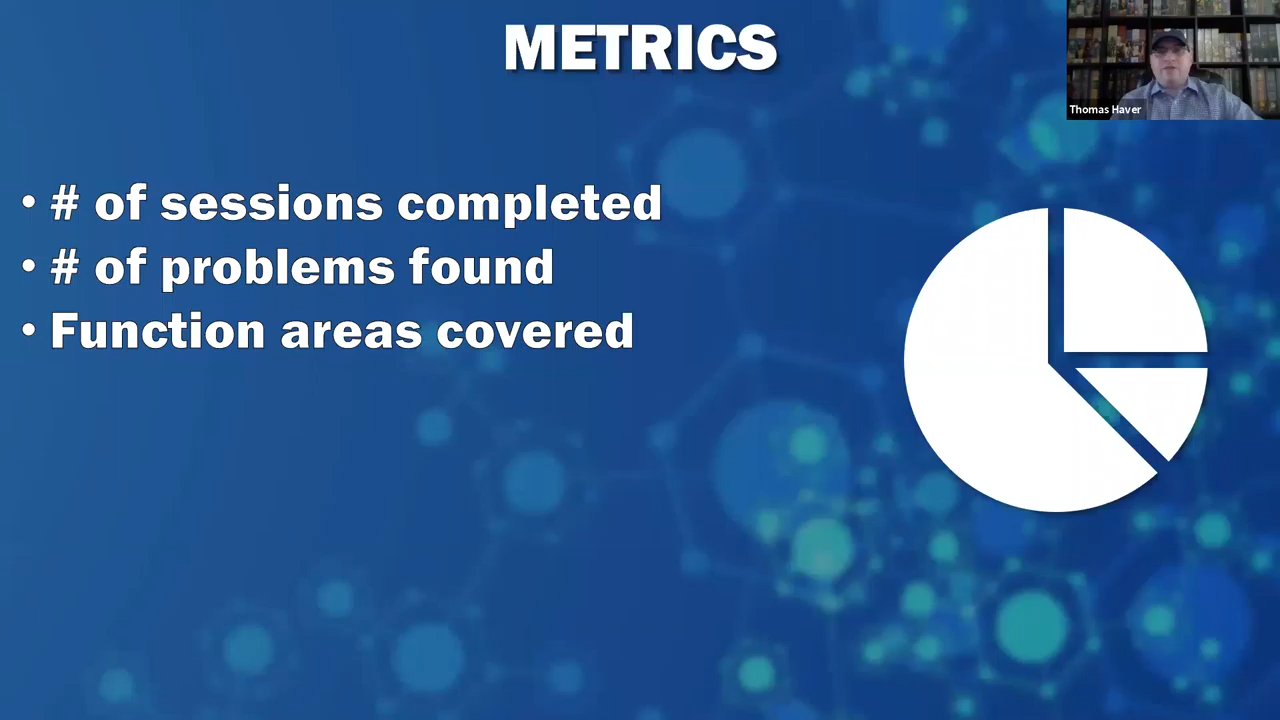 METRICS
Thomas Haver
• # of sessions completed
• # of problems found
• Function areas covered